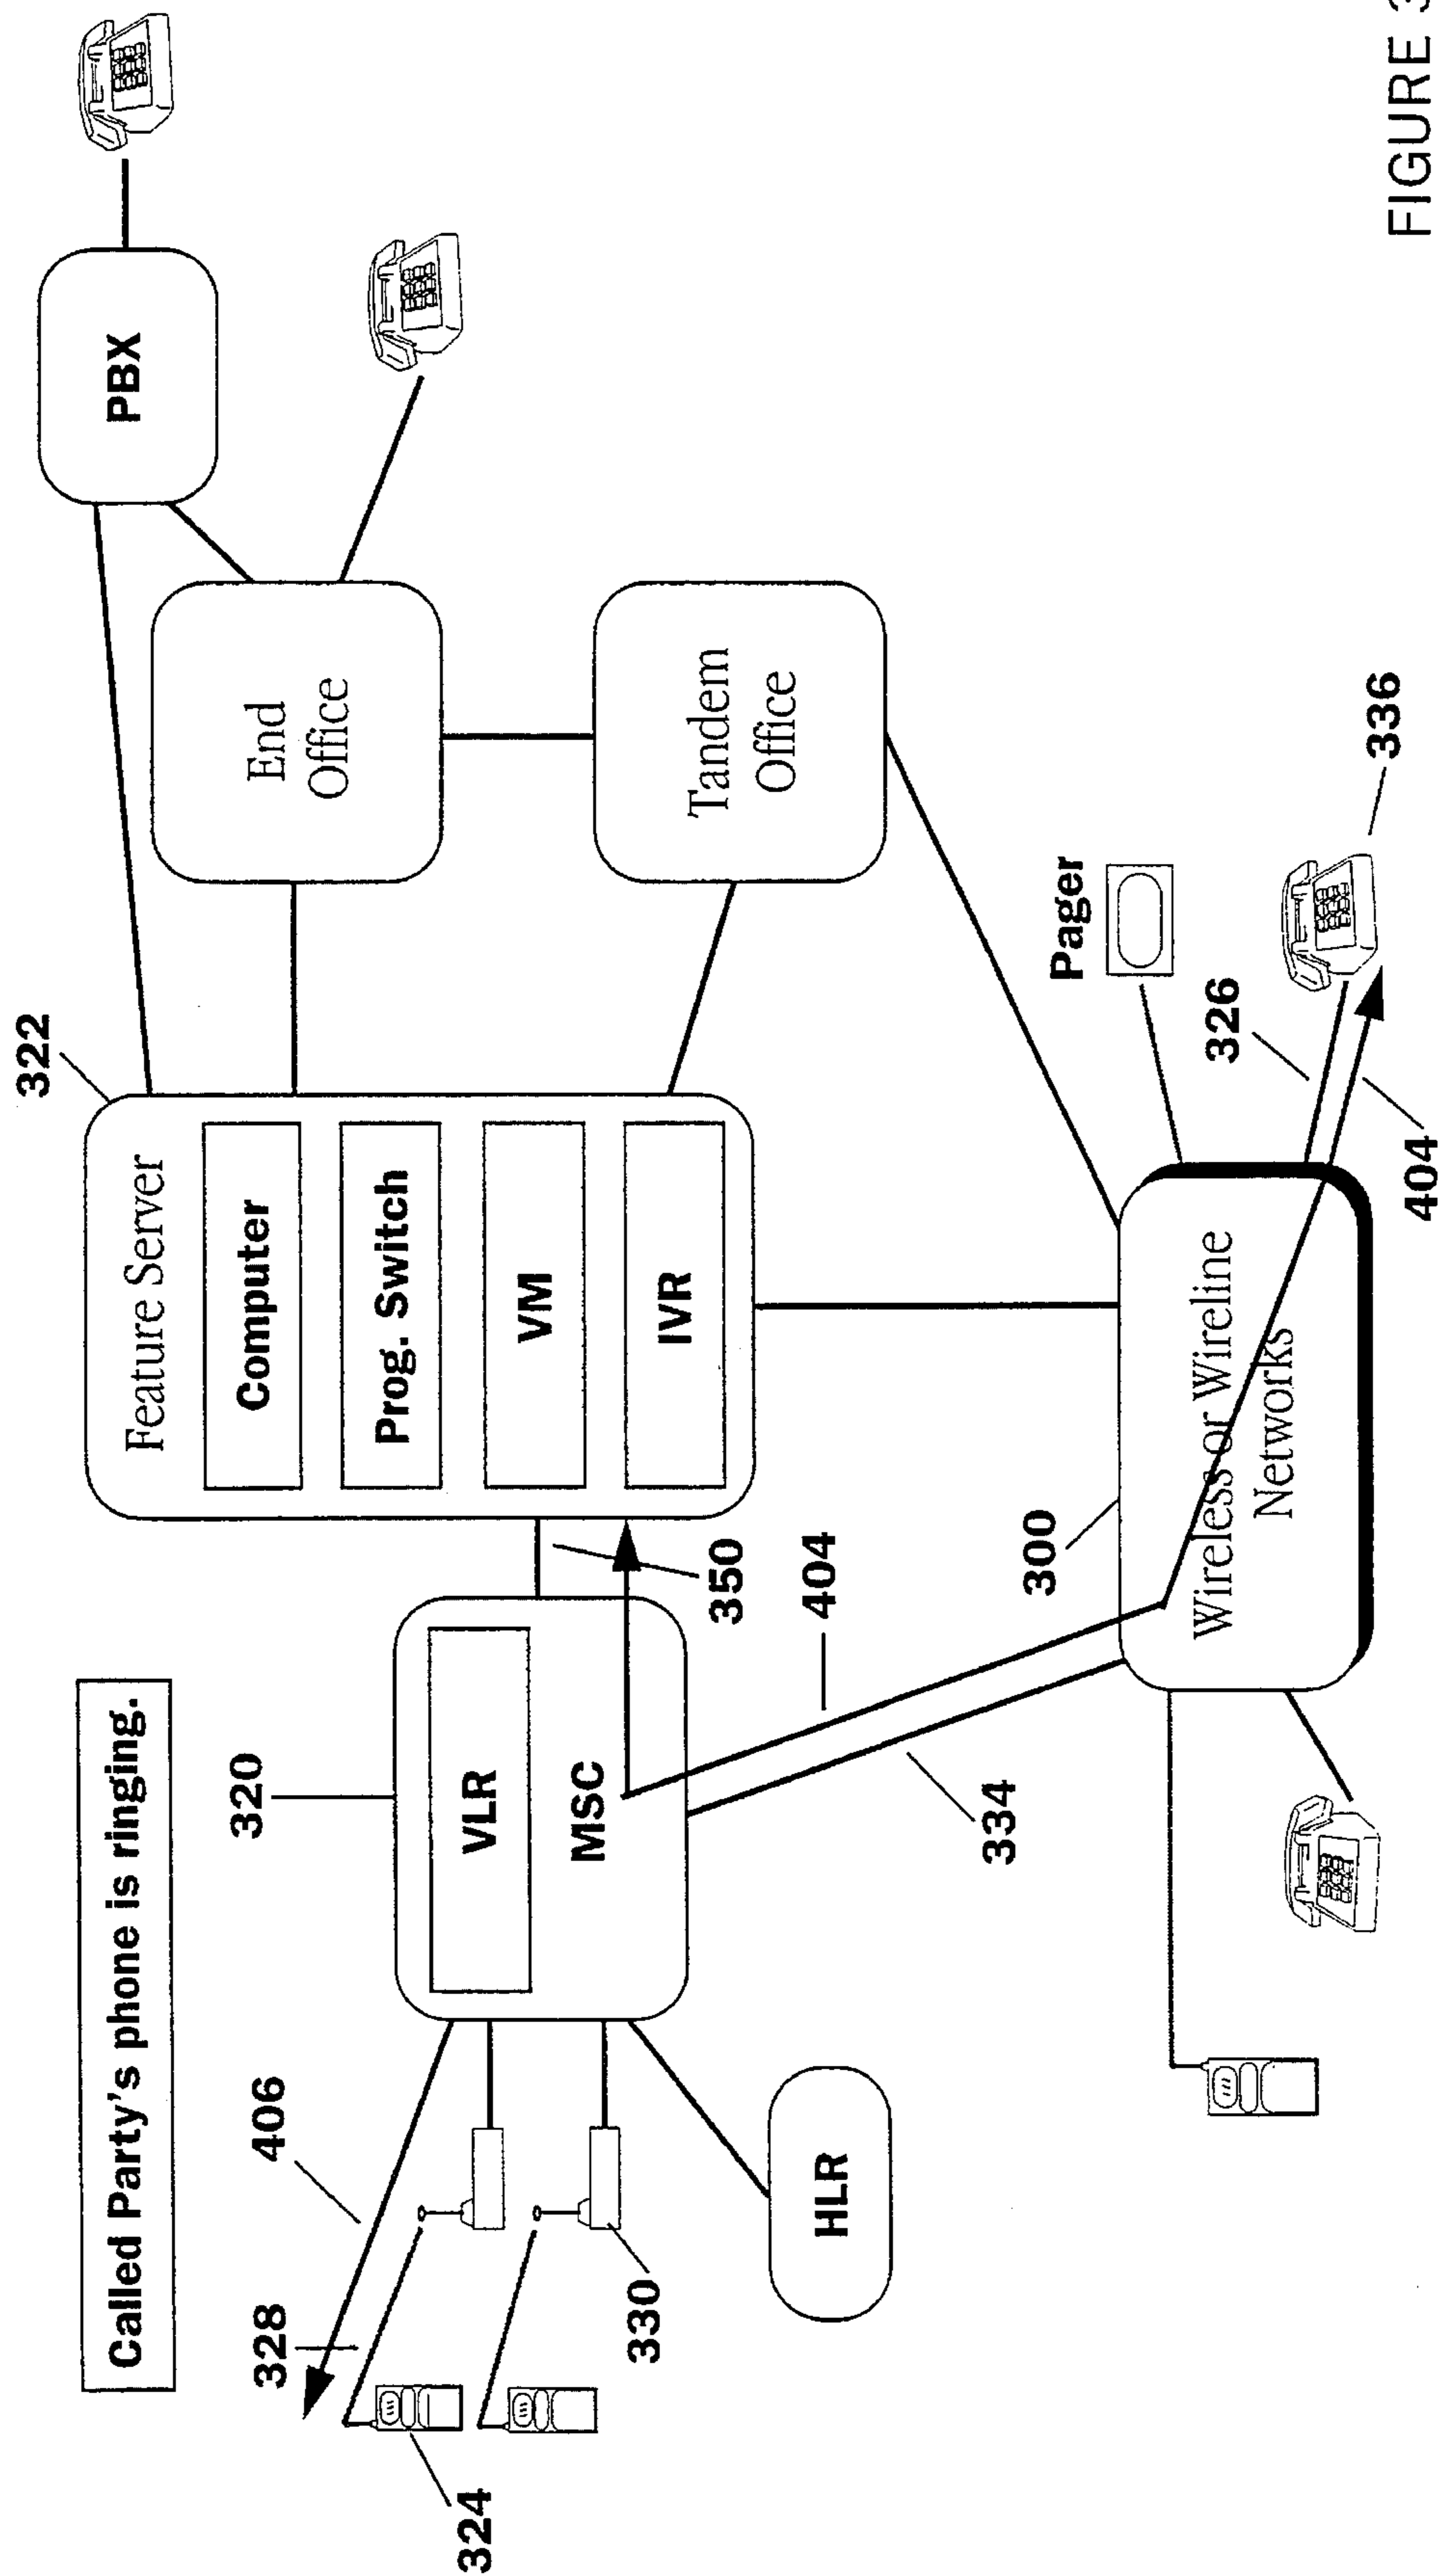 Called Party's phone is ringing.
322
PBX
320
406
328
324
330
VLR
MSC
HLR
350
Feature Server
Computer
Prog. Switch
VM
IVR
End
Office
Tandem
Office
404
334
300
Wireless or Wireline
Networks
Pager
326
404
336
FIGURE 3